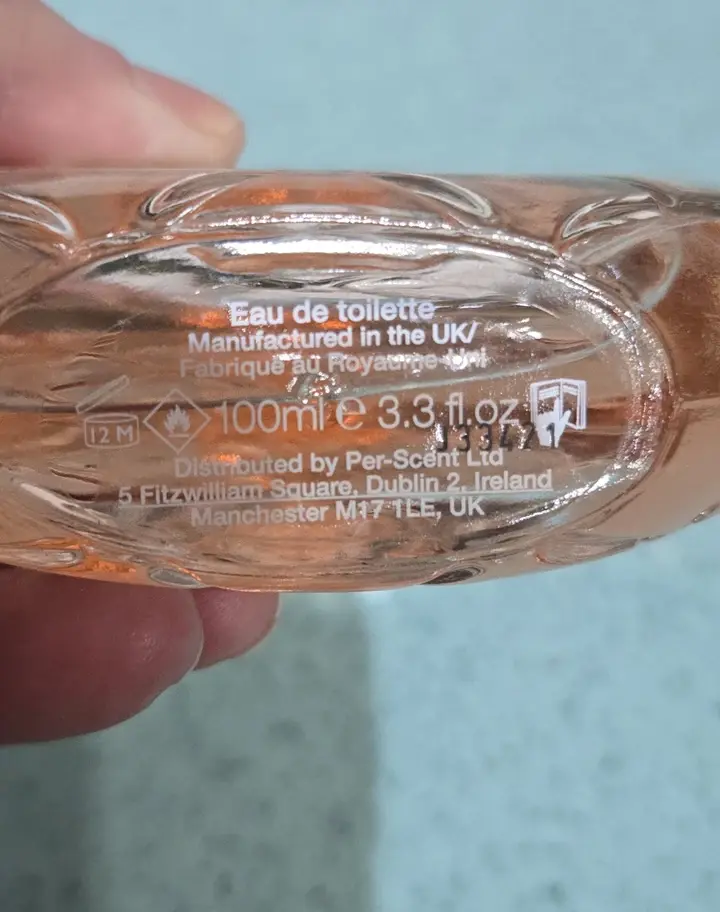 Eau de toilette
Manufactured in the UK/
Fabriqué au Royaume-Uni
12 M
100ml e 3.3 fl.oz.
Distributed by Per-Scent Ltd
5 Fitzwilliam Square, Dublin 2, Ireland
Manchester M17 1LE, UK